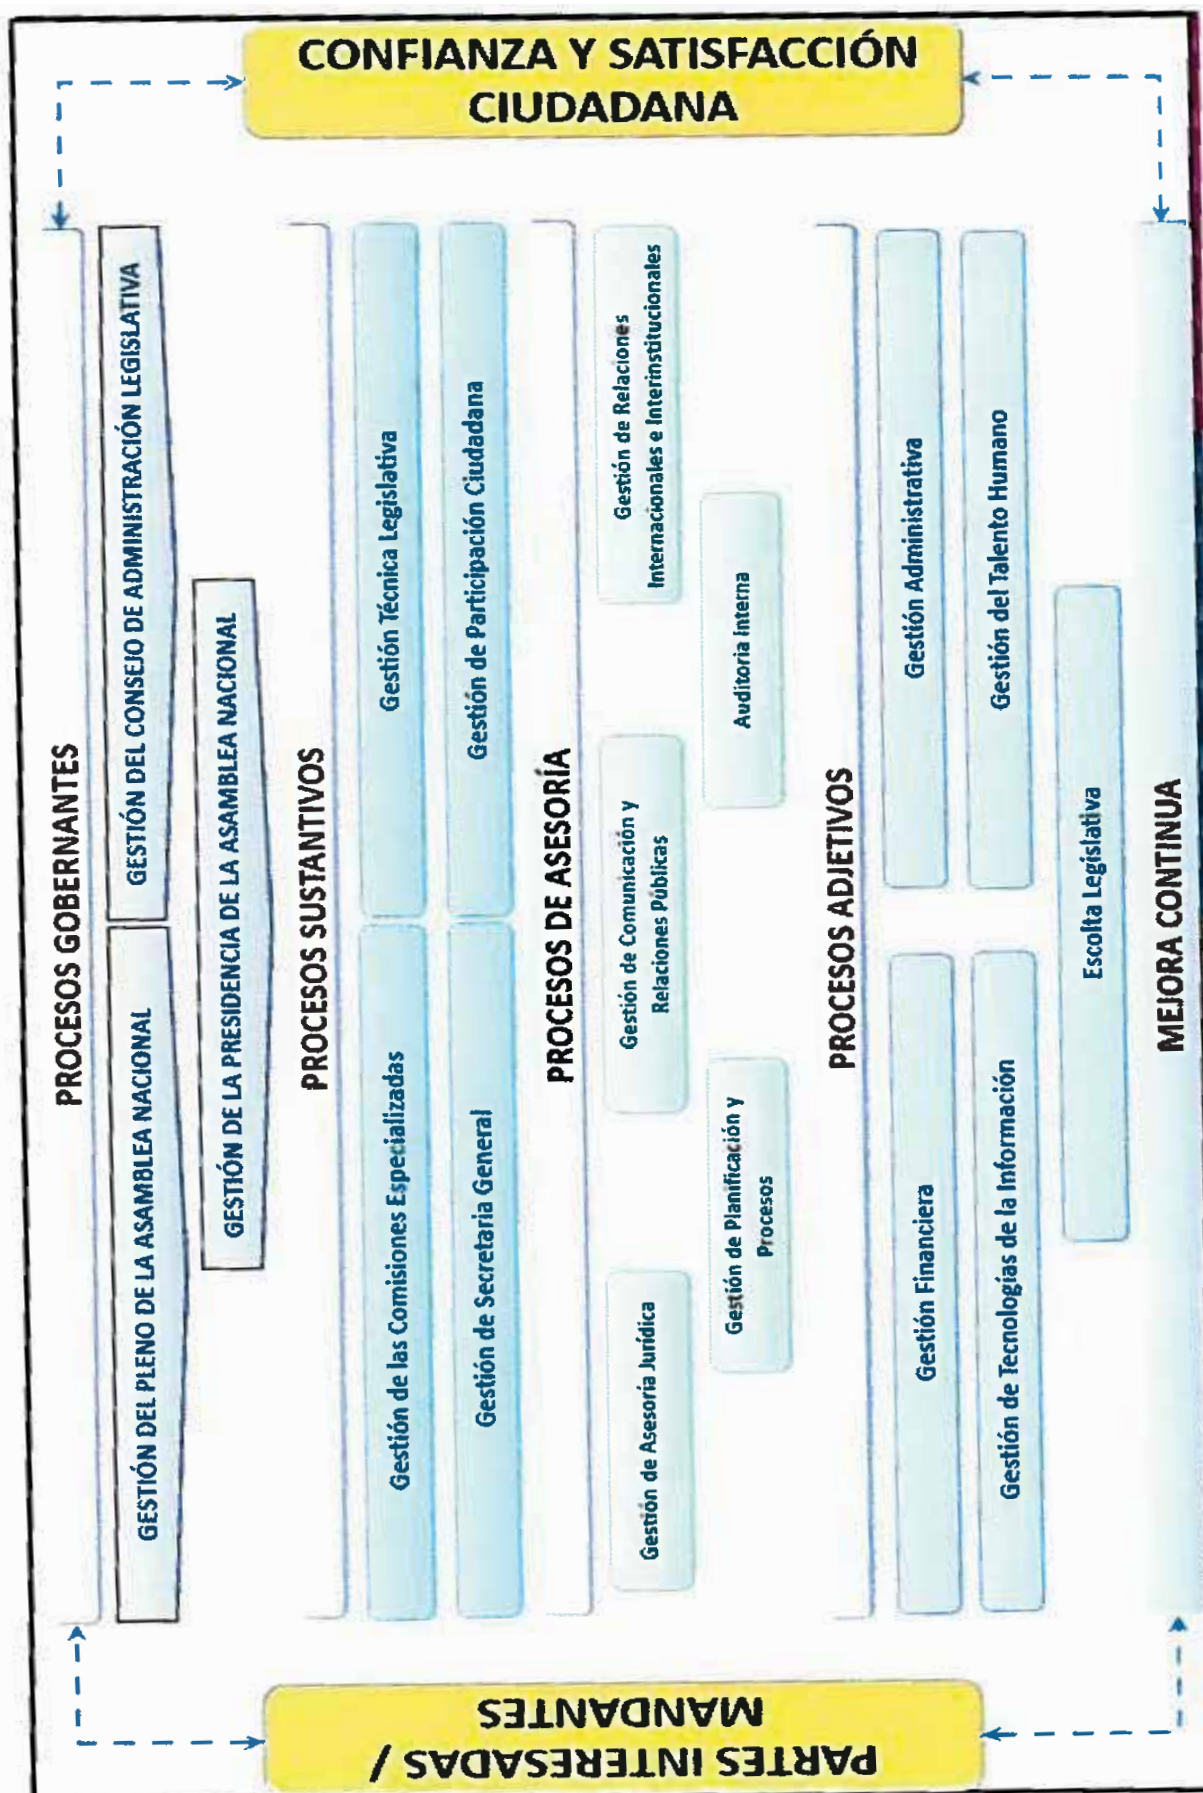 CONFIANZA Y SATISFACCIÓN
CIUDADANA
PROCESOS GOBERNANTES
GESTIÓN DEL PLENO DE LA ASAMBLEA NACIONAL
GESTIÓN DEL CONSEJO DE ADMINISTRACIÓN LEGISLATIVA
GESTIÓN DE LA PRESIDENCIA DE LA ASAMBLEA NACIONAL
PROCESOS SUSTANTIVOS
Gestión de las Comisiones Especializadas
Gestión Técnica Legislativa
Gestión de Secretaria General
Gestión de Participación Ciudadana
PROCESOS DE ASESORÍA
Gestión de Asesoría Jurídica
Gestión de Comunicación y
Relaciones Públicas
Gestión de Relaciones
Internacionales e Interinstitucionales
Gestión de Planificación y
Procesos
Auditoria Interna
PROCESOS ADJETIVOS
Gestión Financiera
Gestión Administrativa
Gestión de Tecnologías de la Información
Gestión del Talento Humano
Escolta Legislativa
MEJORA CONTINUA
PARTES INTERESADAS /
MANDANTES